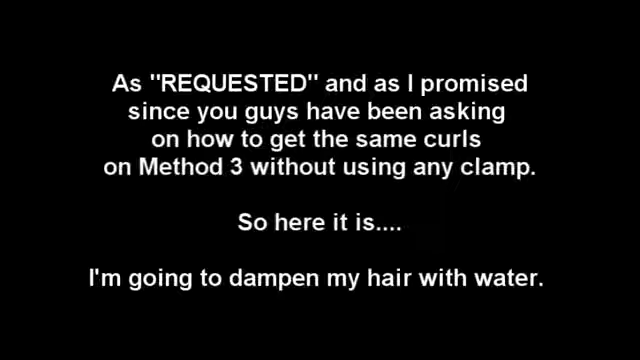 As "REQUESTED" and as I promised
since you guys have been asking
on how to get the same curls
on Method 3 without using any clamp.
So here it is....
I'm going to dampen my hair with water.